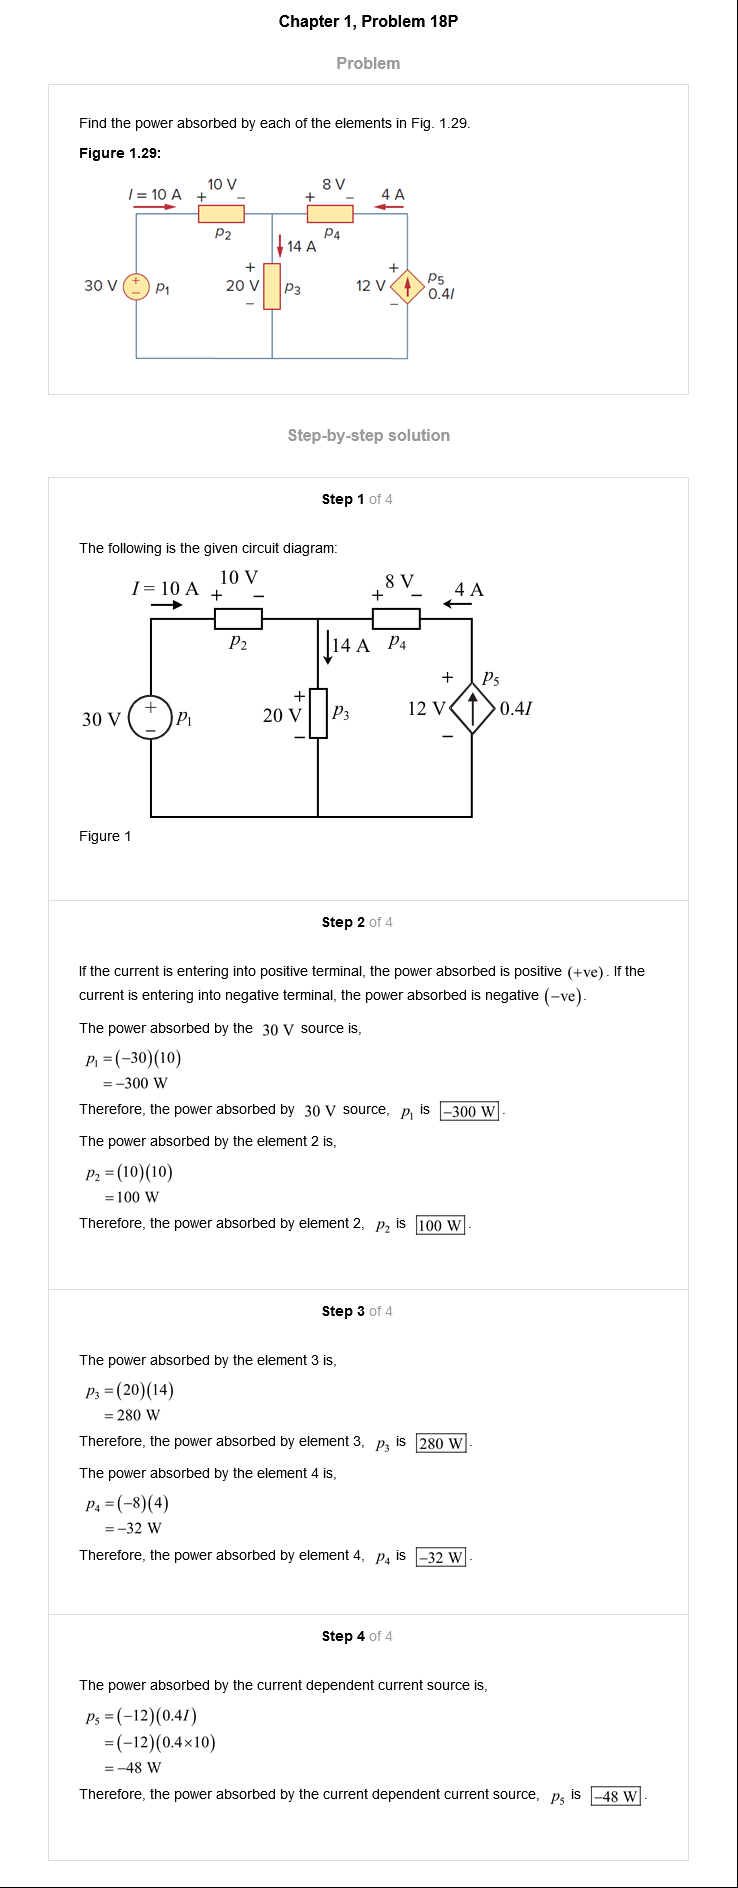 Chapter 1, Problem 18P
Problem
Find the power absorbed by each of the elements in Fig. 1.29.
Figure 1.29:
I = 10 A + 10 V − + 8 V − 4 A
p2 14 A p4
30 V + − p1 + 20 V − p3 + 12 V − p5 0.4I
Step-by-step solution
Step 1 of 4
The following is the given circuit diagram:
I = 10 A + 10 V − + 8 V − 4 A
p2 14 A p4
30 V + − p1 + 20 V − p3 + 12 V − p5 0.4I
Figure 1
Step 2 of 4
If the current is entering into positive terminal, the power absorbed is positive (+ve). If the
current is entering into negative terminal, the power absorbed is negative (−ve).
The power absorbed by the 30 V source is,
p1 = (−30)(10)
= −300 W
Therefore, the power absorbed by 30 V source, p1 is −300 W.
The power absorbed by the element 2 is,
p2 = (10)(10)
= 100 W
Therefore, the power absorbed by element 2, p2 is 100 W.
Step 3 of 4
The power absorbed by the element 3 is,
p3 = (20)(14)
= 280 W
Therefore, the power absorbed by element 3, p3 is 280 W.
The power absorbed by the element 4 is,
p4 = (−8)(4)
= −32 W
Therefore, the power absorbed by element 4, p4 is −32 W.
Step 4 of 4
The power absorbed by the current dependent current source is,
p5 = (−12)(0.4I)
= (−12)(0.4×10)
= −48 W
Therefore, the power absorbed by the current dependent current source, p5 is −48 W.